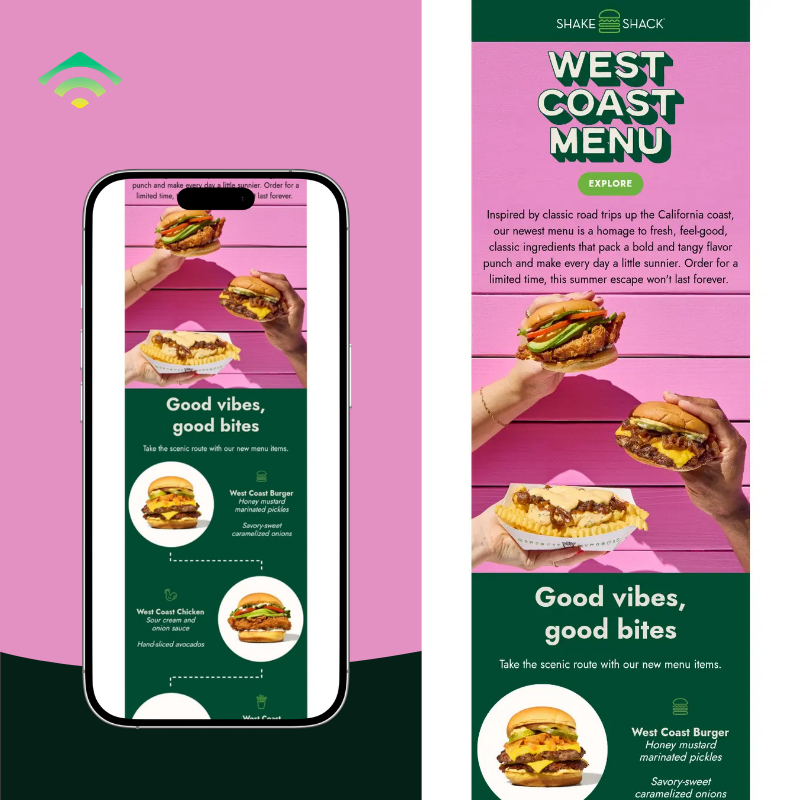 punch and make every day a little sunnier. Order for a
limited time, last forever.
Good vibes,
good bites
Take the scenic route with our new menu items.
West Coast Burger
Honey mustard
marinated pickles
Savory-sweet
caramelized onions
West Coast Chicken
Sour cream and
onion sauce
Hand-sliced avocados
West Coast
SHAKE SHACK
WEST
COAST
MENU
EXPLORE
Inspired by classic road trips up the California coast,
our newest menu is a homage to fresh, feel-good,
classic ingredients that pack a bold and tangy flavor
punch and make every day a little sunnier. Order for a
limited time, this summer escape won't last forever.
Good vibes,
good bites
Take the scenic route with our new menu items.
West Coast Burger
Honey mustard
marinated pickles
Savory-sweet
caramelized onions